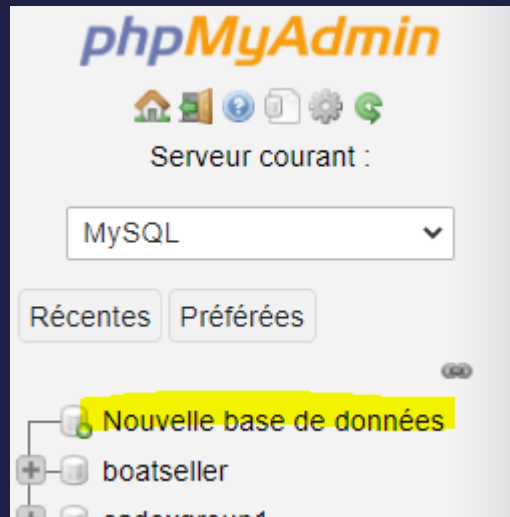 phpMyAdmin
Serveur courant :
MySQL
Récentes Préférées
Nouvelle base de données
boatseller